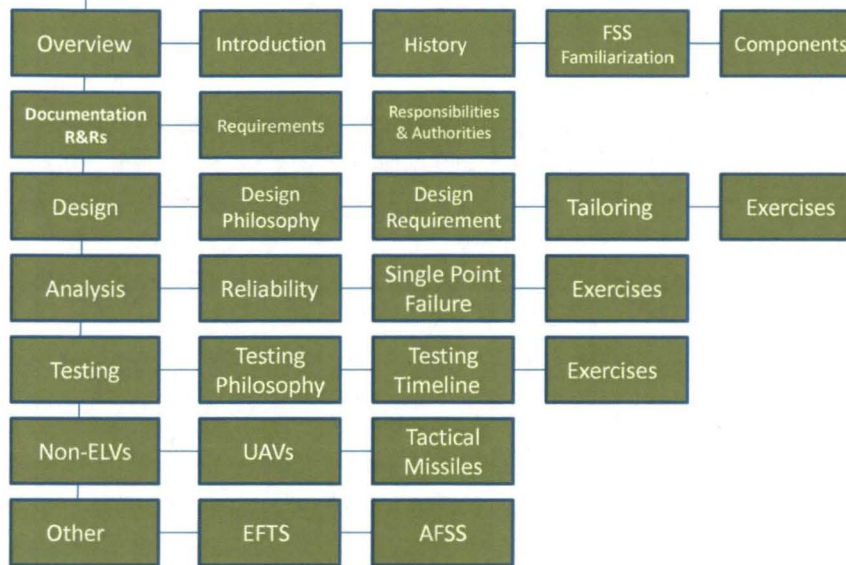 Overview
Introduction
History
FSS
Familiarization
Components
Documentation
R&Rs
Requirements
Responsibilities
& Authorities
Design
Design
Philosophy
Design
Requirement
Tailoring
Exercises
Analysis
Reliability
Single Point
Failure
Exercises
Testing
Testing
Philosophy
Testing
Timeline
Exercises
Non-ELVs
UAVs
Tactical
Missiles
Other
EFTS
AFSS